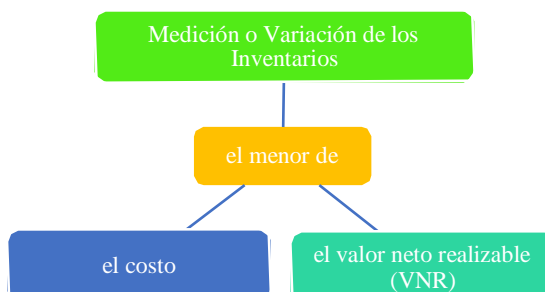 Medición o Variación de los
Inventarios
el menor de
el costo
el valor neto realizable
(VNR)